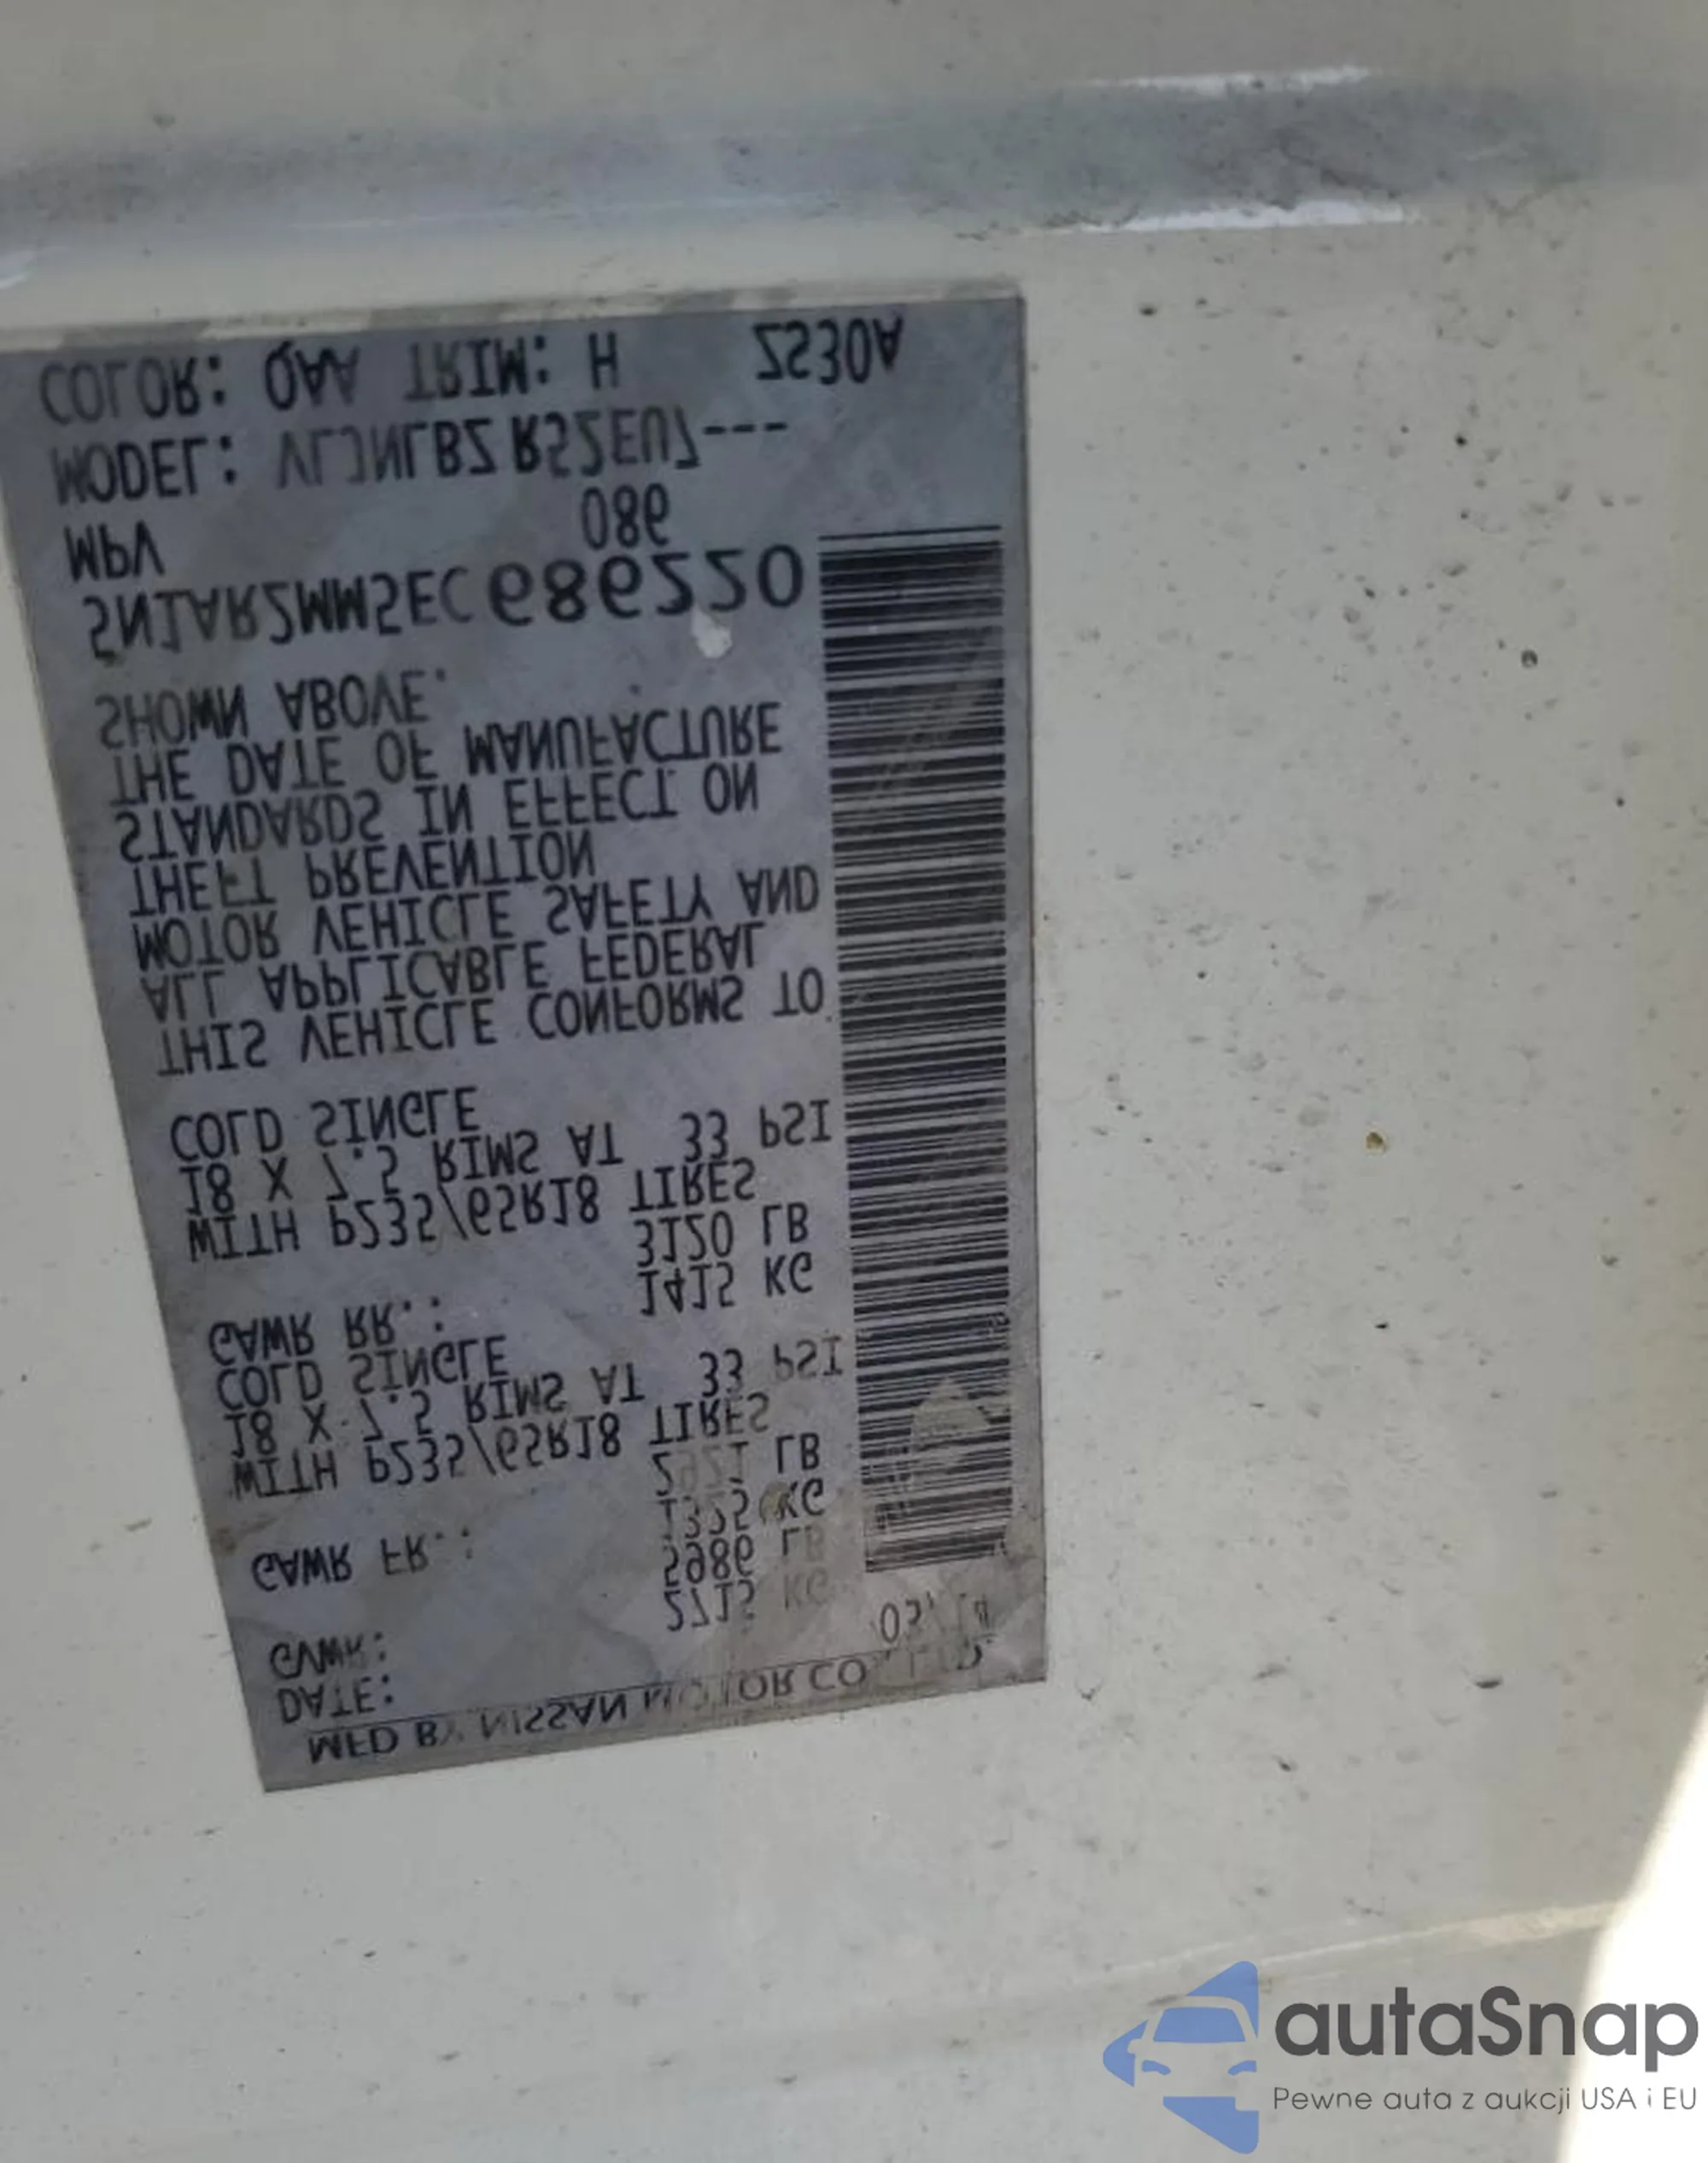 MFD BY NISSAN MOTOR CO., LTD.
DATE: 05/14
GVWR: 2715 KG
5986 LB
GAWR FR.: 1325 KG
2921 LB
WITH P235/65R18 TIRES
18 X 7.5 RIMS AT 33 PSI
COLD SINGLE
GAWR RR.: 1415 KG
3120 LB
WITH P235/65R18 TIRES
18 X 7.5 RIMS AT 33 PSI
COLD SINGLE
THIS VEHICLE CONFORMS TO
ALL APPLICABLE FEDERAL
MOTOR VEHICLE SAFETY AND
THEFT PREVENTION
STANDARDS IN EFFECT ON
THE DATE OF MANUFACTURE
SHOWN ABOVE.
5N1AR2MM5EC686220
MPV 086
MODEL: VLJNLBZ R52EU7---
COLOR: QAA TRIM: H ZS30A
autaSnap
Pewne auta z aukcji USA i EU